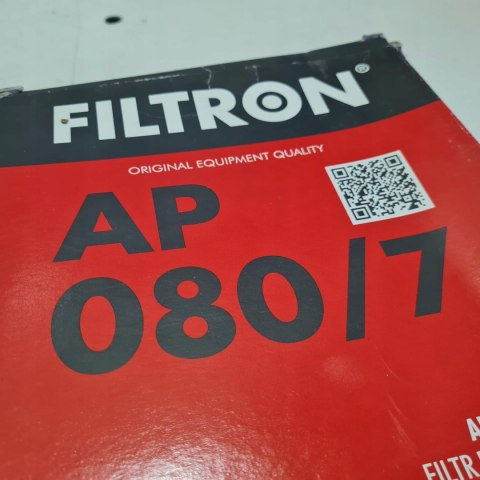 FILTRON®
ORIGINAL EQUIPMENT QUALITY
AP
080/7